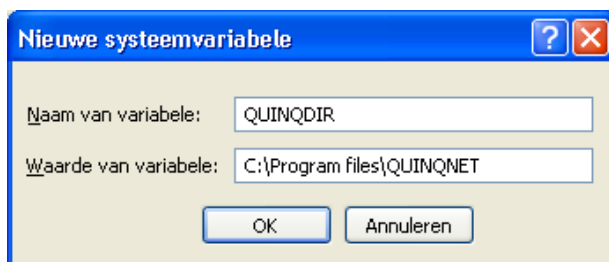 Nieuwe systeemvariabele
Naam van variabele: QUINQDIR
Waarde van variabele: C:\Program files\QUINQNET
OK Annuleren